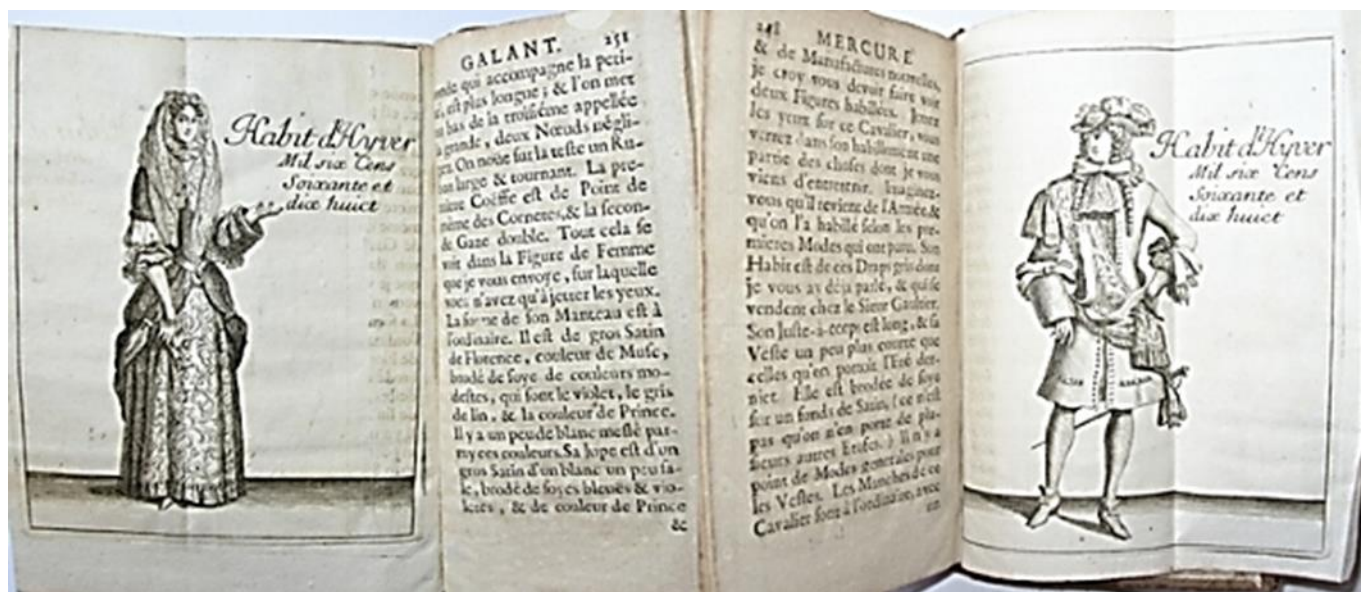 Habit d'Hyver
Mil six Cens
Soixante et
dix huict
GALANT. 251
qui accompagne la peti-
est plus longue ; & l'on met
bas de la troisiéme appellée
grande, deux Nœuds négli-
On noüe sur la teste un Ru-
large & tournant. La pre-
Coëffe est de Point de
mesme des Cornetes, & la secon-
de Gaze double. Tout cela se
voit dans la Figure de Femme
que je vous envoye, sur laquelle
vous n'avez qu'à jetter les yeux.
La forme de son Manteau est à
l'ordinaire. Il est de gros Satin
de Florence, couleur de Musc,
brodé de soye de couleurs mo-
destes, qui sont le violet, le gris
de lin, & la couleur de Prince.
Il y a un peu de blanc meslé par-
my ces couleurs. Sa Jupe est d'un
gros Satin d'un blanc un peu sa-
le, brodé de soyes bleuës & vio-
letes, & de couleur de Prince
&
248 MERCURE
& de Manufactures nouvelles,
je croy vous devoir faire voir
deux Figures habillées. Jettez
les yeux sur ce Cavalier, vous
verrez dans son habillement une
partie des choses dont je vous
viens d'entretenir. Imaginez-
vous qu'il revient de l'Armée, &
qu'on l'a habillé selon les pre-
mieres Modes qui ont paru. Son
Habit est de ces Draps gris dont
je vous ay déja parlé, & qui se
vendent chez le Sieur Gaultier.
Son Juste-à-corps est long, & sa
Veste un peu plus courte que
celles qu'on portoit l'Esté der-
nier. Elle est brodée de soye
sur un fonds de Satin, (ce n'est
pas qu'on n'en porte de plu-
sieurs autres Etofes.) Il n'y a
point de Modes generales pour
les Vestes. Les Manches de ce
Cavalier sont à l'ordinaire, avec
un
Habit d'Hyver
Mil six Cens
Soixante et
dix huict